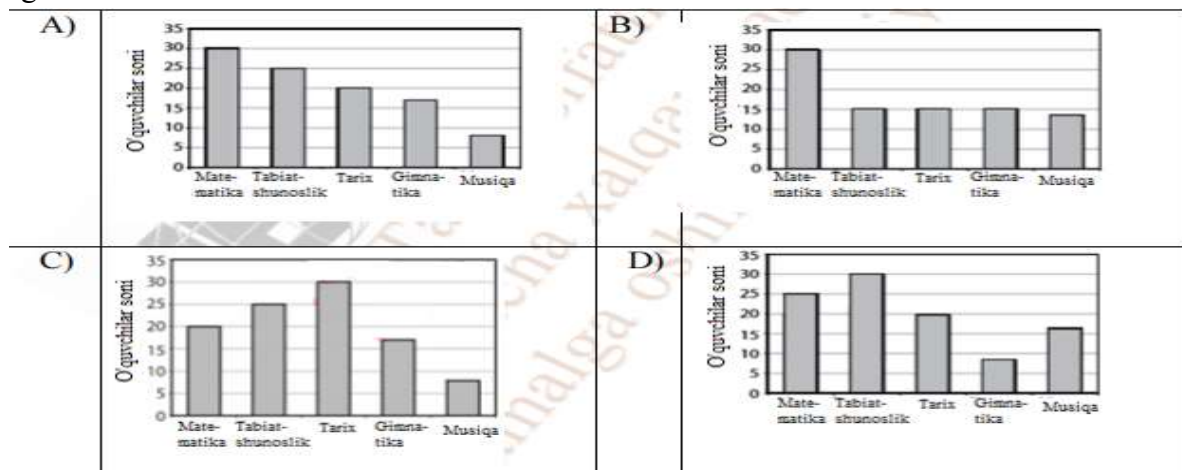 A)
O'quvchilar soni
35
30
25
20
15
10
5
0
Mate-
matika
Tabiat-
shunoslik
Tarix
Gimna-
tika
Musiqa
B)
O'quvchilar soni
35
30
25
20
15
10
5
0
Mate-
matika
Tabiat-
shunoslik
Tarix
Gimna-
tika
Musiqa
C)
O'quvchilar soni
35
30
25
20
15
10
5
0
Mate-
matika
Tabiat-
shunoslik
Tarix
Gimna-
tika
Musiqa
D)
O'quvchilar soni
35
30
25
20
15
10
5
0
Mate-
matika
Tabiat-
shunoslik
Tarix
Gimna-
tika
Musiqa